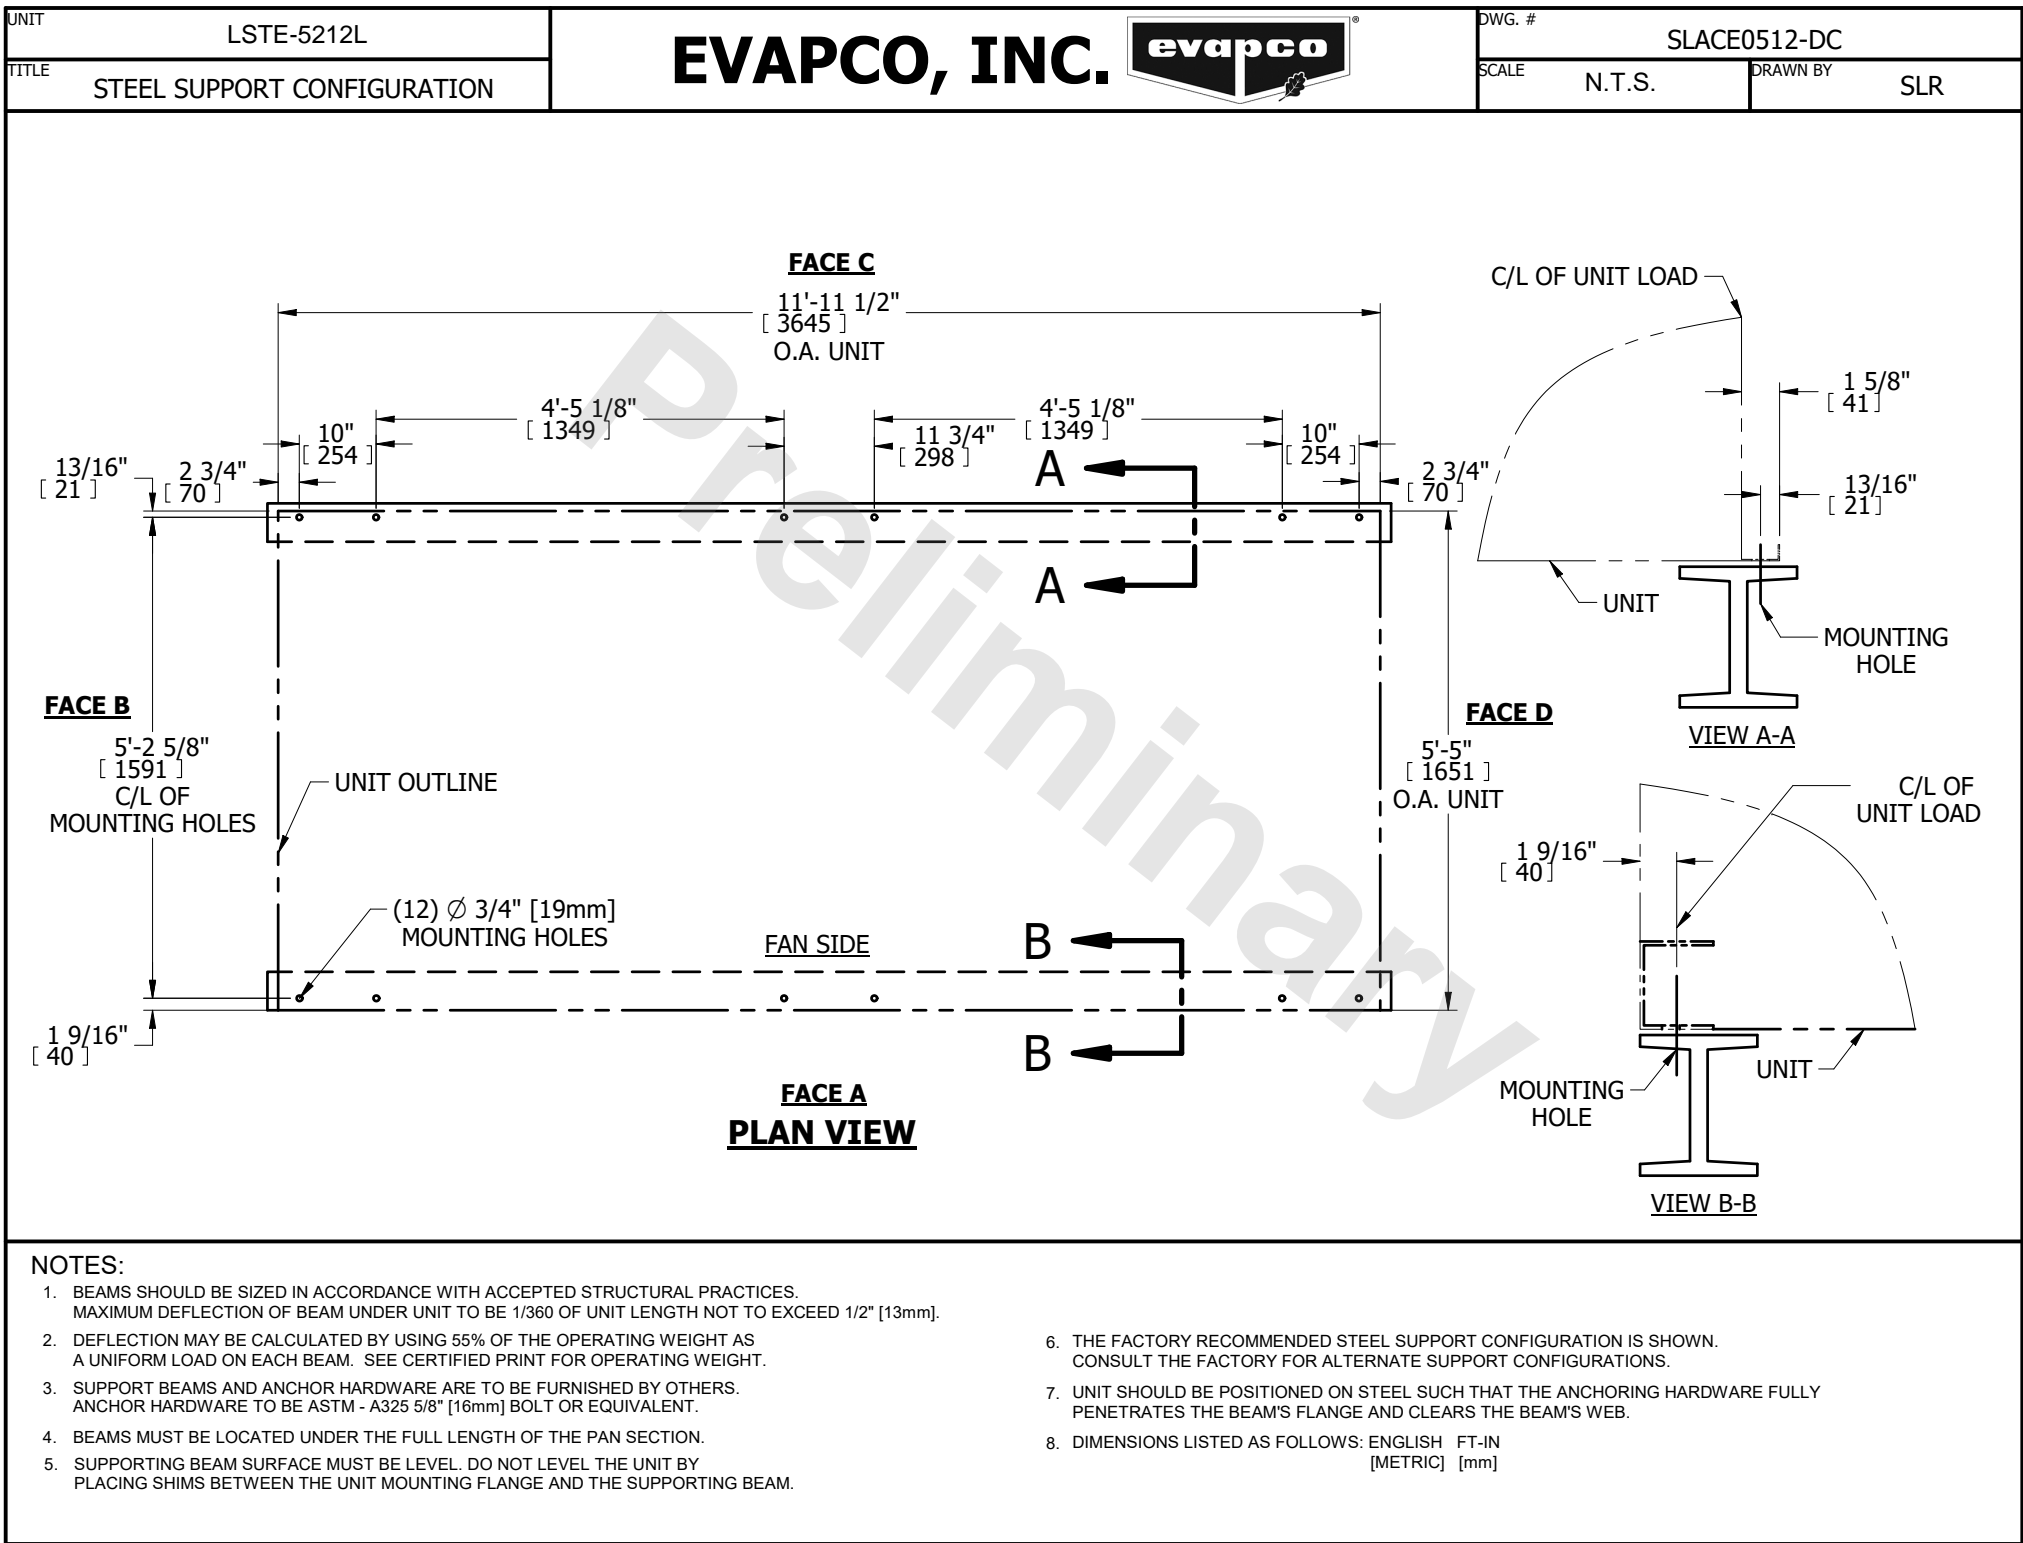 UNIT
LSTE-5212L
TITLE
STEEL SUPPORT CONFIGURATION
EVAPCO, INC.
evapco
®
DWG. #
SLACE0512-DC
SCALE
N.T.S.
DRAWN BY
SLR
FACE C
11'-11 1/2"
[ 3645 ]
O.A. UNIT
4'-5 1/8"
[ 1349 ]
4'-5 1/8"
[ 1349 ]
10"
[ 254 ]
11 3/4"
[ 298 ]
10"
[ 254 ]
13/16"
[ 21 ]
2 3/4"
[ 70 ]
2 3/4"
[ 70 ]
A
A
FACE B
5'-2 5/8"
[ 1591 ]
C/L OF
MOUNTING HOLES
UNIT OUTLINE
FACE D
5'-5"
[ 1651 ]
O.A. UNIT
(12) Ø 3/4" [19mm]
MOUNTING HOLES
FAN SIDE
B
B
1 9/16"
[ 40 ]
FACE A
PLAN VIEW
Preliminary
C/L OF UNIT LOAD
1 5/8"
[ 41]
13/16"
[ 21]
UNIT
MOUNTING
HOLE
VIEW A-A
C/L OF
UNIT LOAD
1 9/16"
[ 40]
UNIT
MOUNTING
HOLE
VIEW B-B
NOTES:
1. BEAMS SHOULD BE SIZED IN ACCORDANCE WITH ACCEPTED STRUCTURAL PRACTICES.
MAXIMUM DEFLECTION OF BEAM UNDER UNIT TO BE 1/360 OF UNIT LENGTH NOT TO EXCEED 1/2" [13mm].
2. DEFLECTION MAY BE CALCULATED BY USING 55% OF THE OPERATING WEIGHT AS
A UNIFORM LOAD ON EACH BEAM. SEE CERTIFIED PRINT FOR OPERATING WEIGHT.
3. SUPPORT BEAMS AND ANCHOR HARDWARE ARE TO BE FURNISHED BY OTHERS.
ANCHOR HARDWARE TO BE ASTM - A325 5/8" [16mm] BOLT OR EQUIVALENT.
4. BEAMS MUST BE LOCATED UNDER THE FULL LENGTH OF THE PAN SECTION.
5. SUPPORTING BEAM SURFACE MUST BE LEVEL. DO NOT LEVEL THE UNIT BY
PLACING SHIMS BETWEEN THE UNIT MOUNTING FLANGE AND THE SUPPORTING BEAM.
6. THE FACTORY RECOMMENDED STEEL SUPPORT CONFIGURATION IS SHOWN.
CONSULT THE FACTORY FOR ALTERNATE SUPPORT CONFIGURATIONS.
7. UNIT SHOULD BE POSITIONED ON STEEL SUCH THAT THE ANCHORING HARDWARE FULLY
PENETRATES THE BEAM'S FLANGE AND CLEARS THE BEAM'S WEB.
8. DIMENSIONS LISTED AS FOLLOWS: ENGLISH FT-IN
[METRIC] [mm]